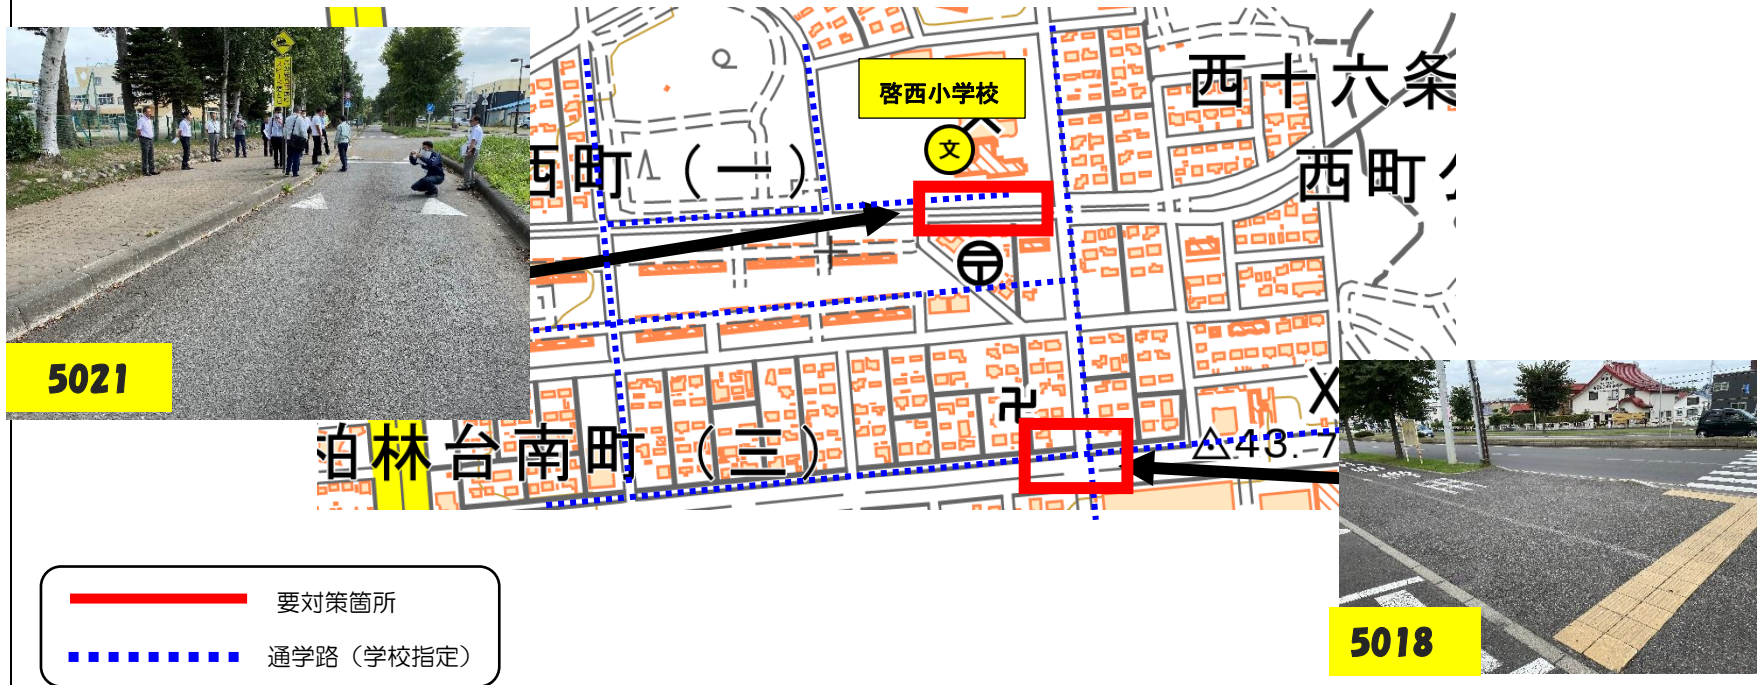 啓西小学校
文
西十六条
西町
西町（一）
5021
柏林台南町（三）
43.7
5018
要対策箇所
通学路（学校指定）